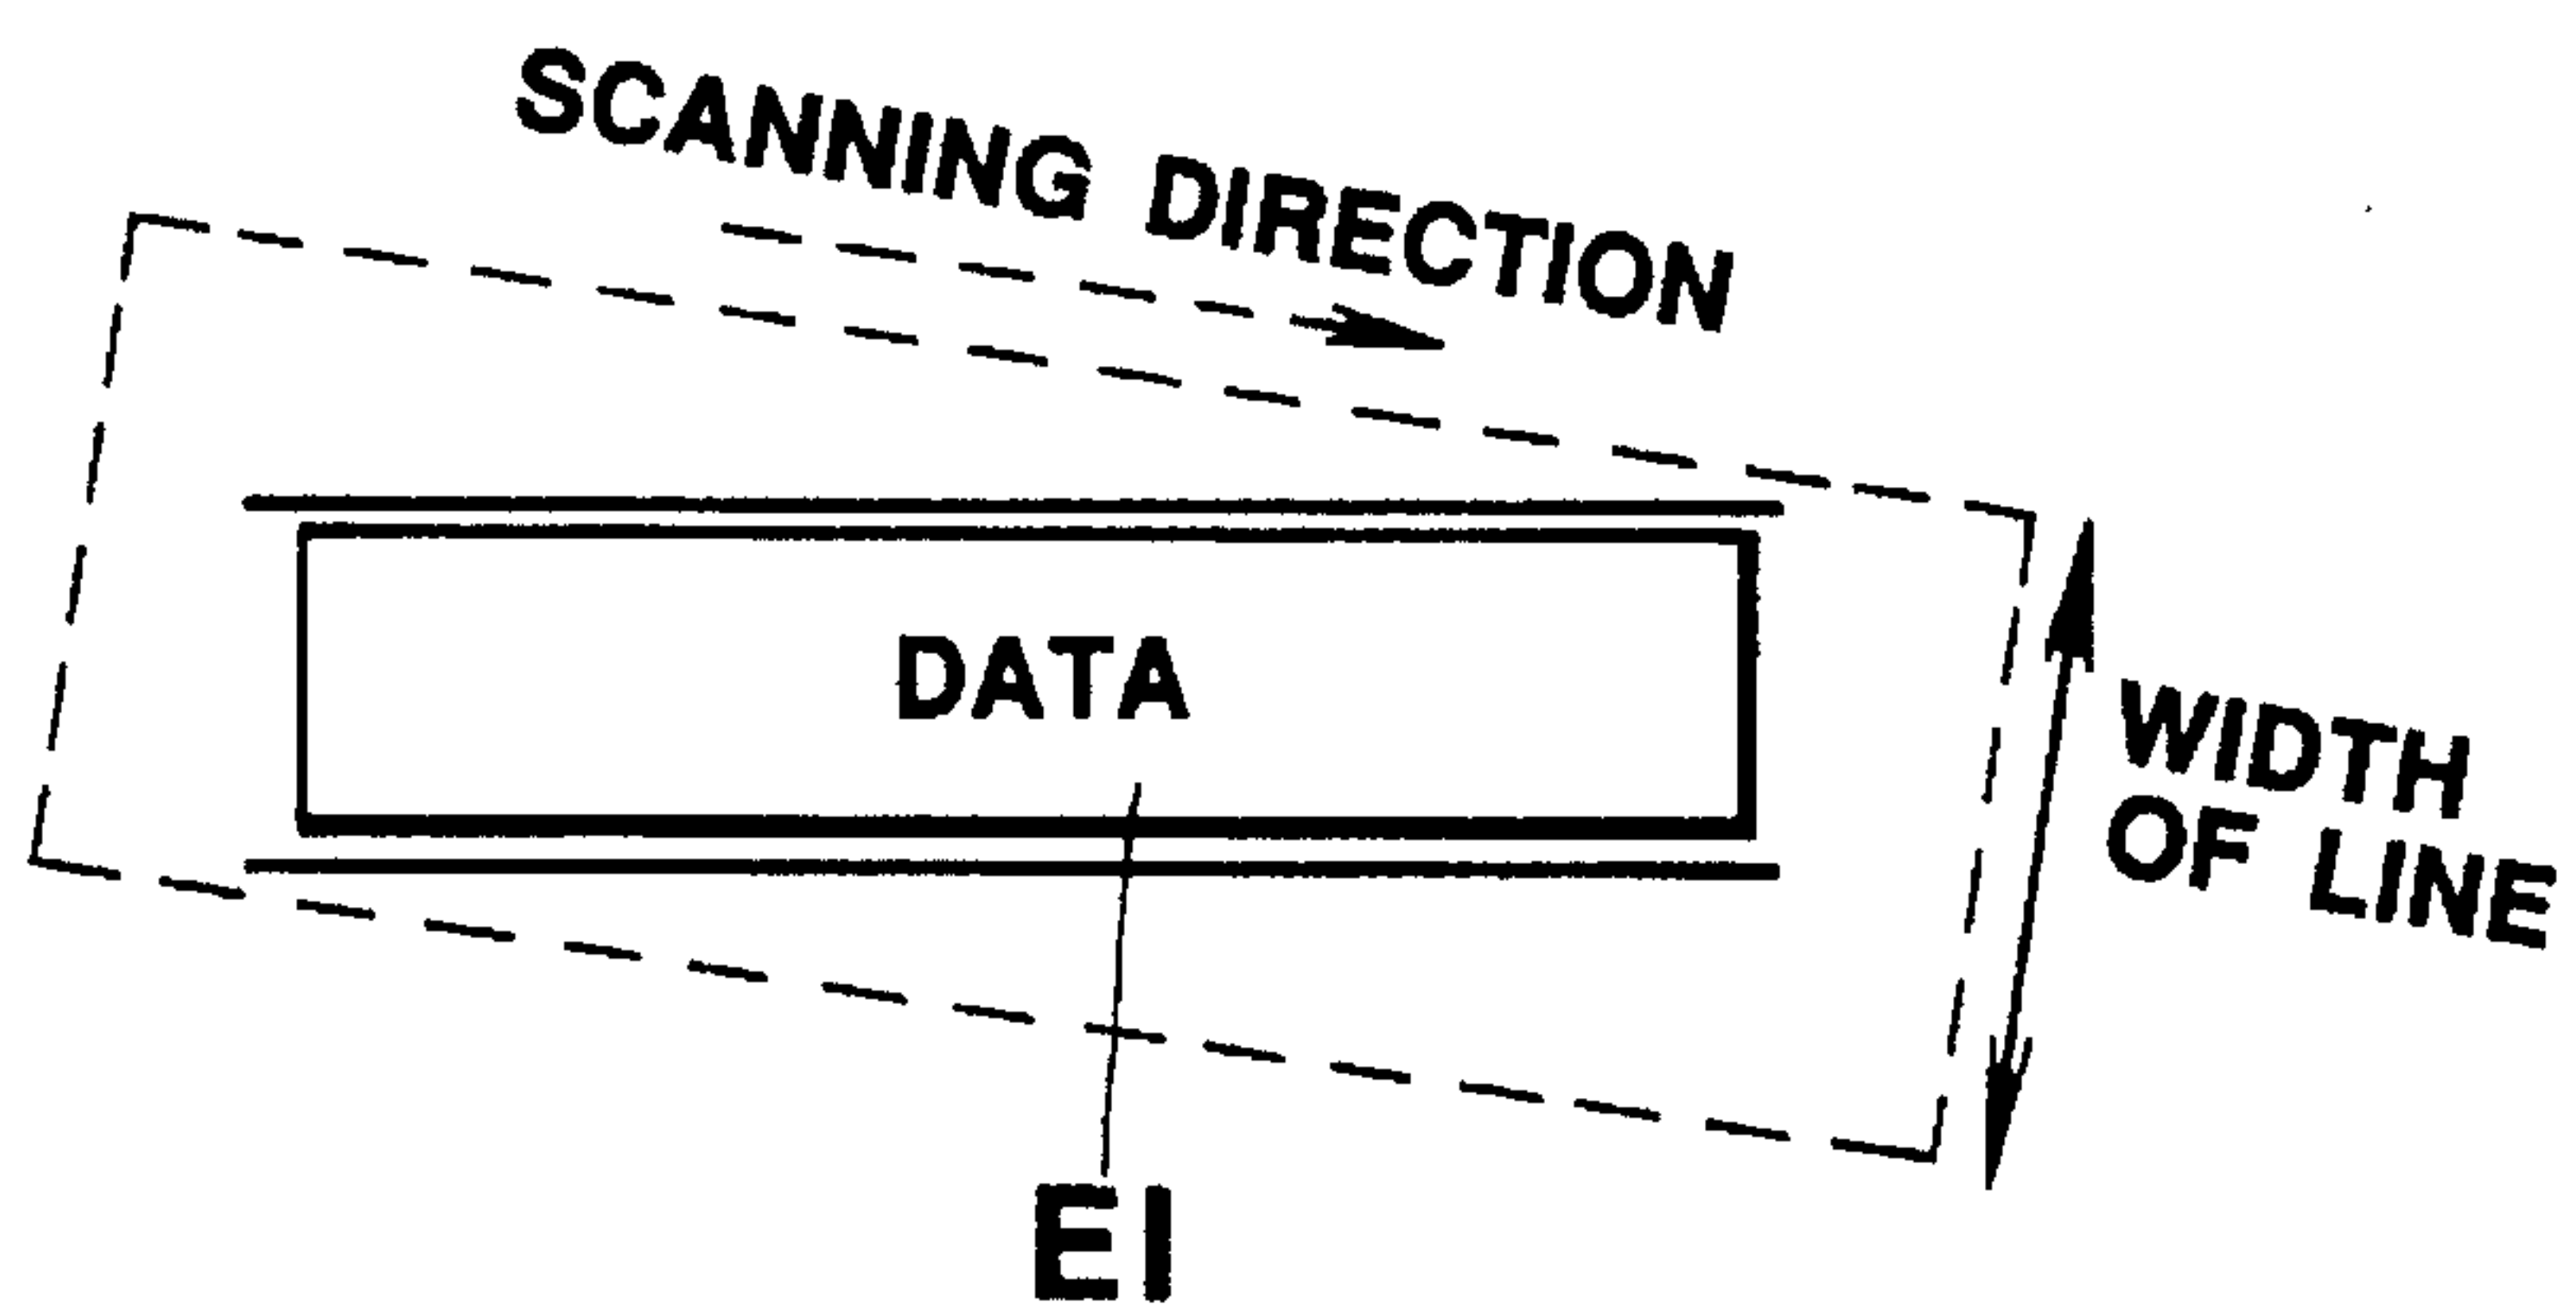 SCANNING DIRECTION
DATA
WIDTH
OF LINE
EI